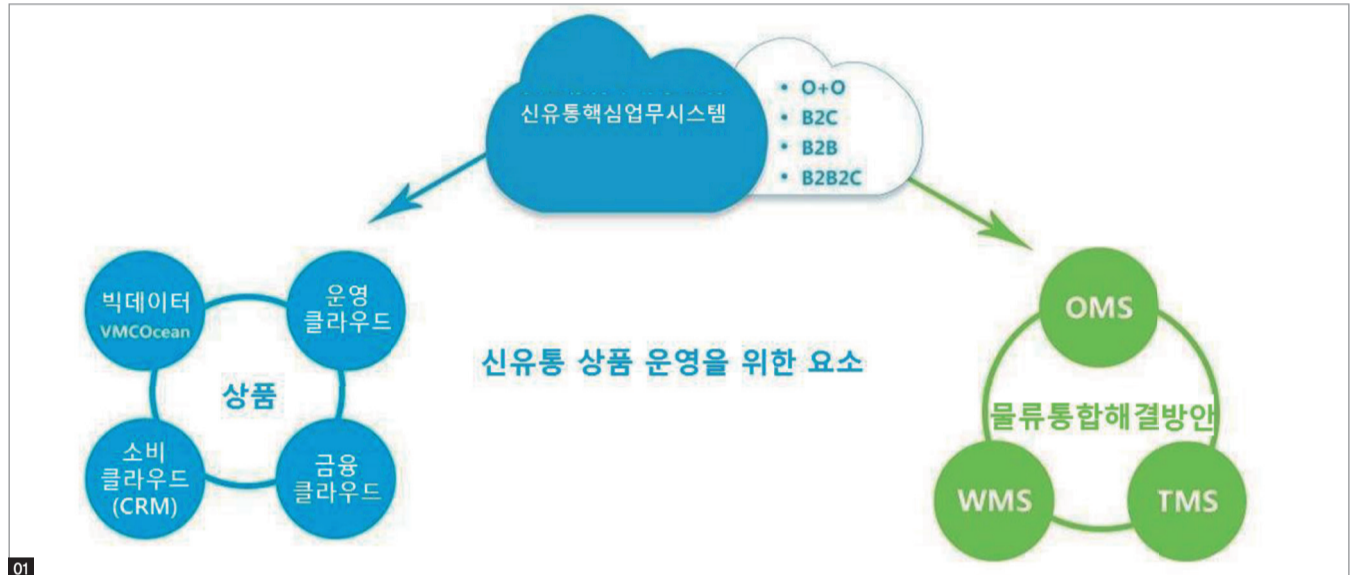 신유통핵심업무시스템
• O+O
• B2C
• B2B
• B2B2C
빅데이터
VMCOcean
운영
클라우드
상품
소비
클라우드
(CRM)
금융
클라우드
신유통 상품 운영을 위한 요소
OMS
물류통합해결방안
WMS
TMS
01